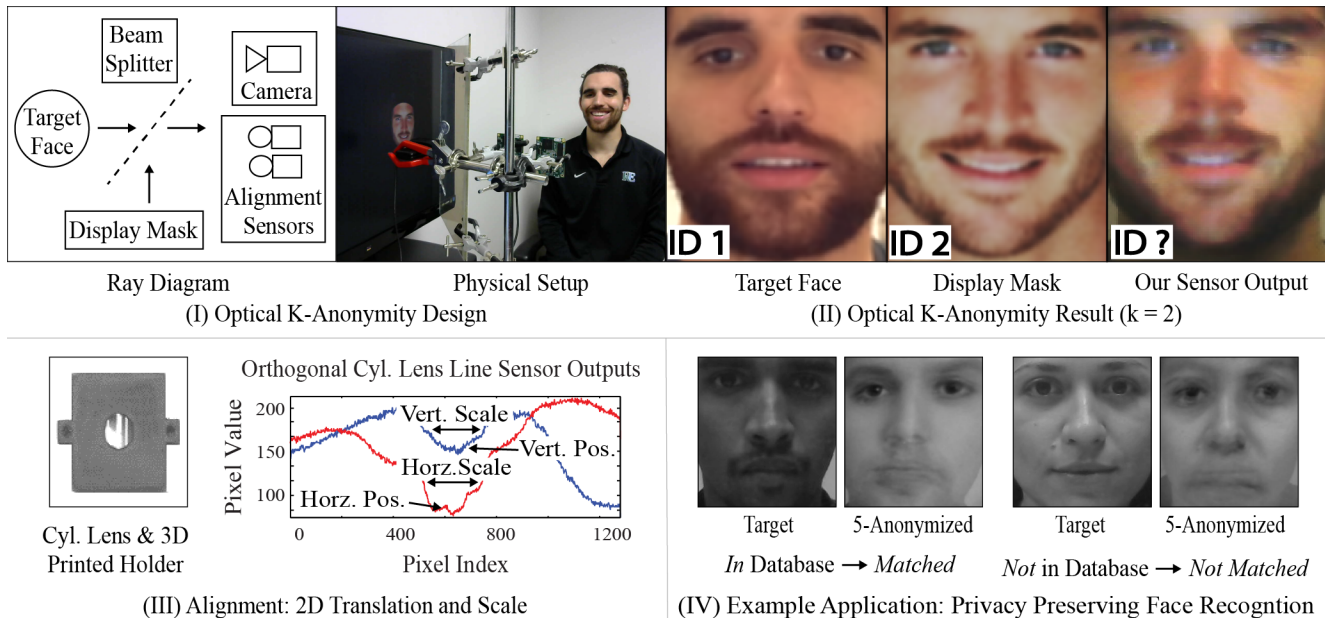 Beam
Splitter
Target
Face
Camera
Alignment
Sensors
Display Mask
Ray Diagram
Physical Setup
(I) Optical K-Anonymity Design
ID 1
ID 2
ID ?
Target Face
Display Mask
Our Sensor Output
(II) Optical K-Anonymity Result (k = 2)
Cyl. Lens & 3D
Printed Holder
Orthogonal Cyl. Lens Line Sensor Outputs
Pixel Value
200
150
100
Vert. Scale
Vert. Pos.
Horz.Scale
Horz. Pos.
0
400
800
1200
Pixel Index
(III) Alignment: 2D Translation and Scale
Target
5-Anonymized
Target
5-Anonymized
In Database → Matched
Not in Database → Not Matched
(IV) Example Application: Privacy Preserving Face Recogntion